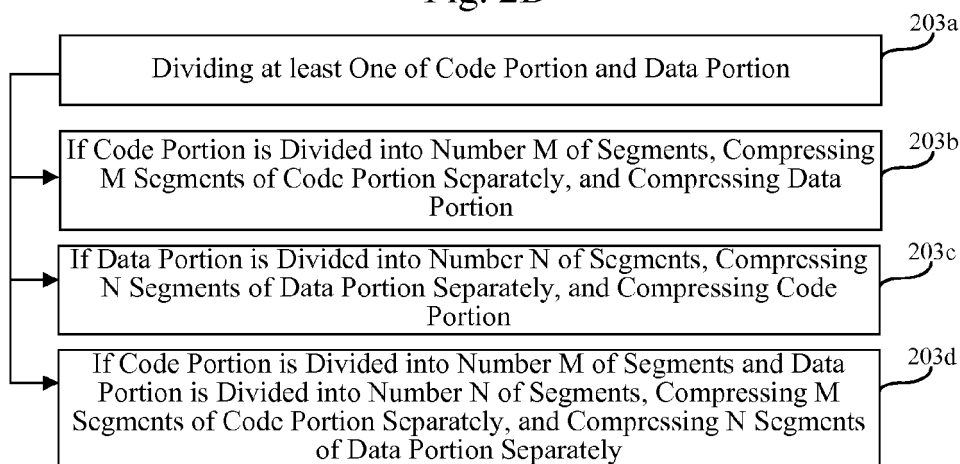 Fig. 2D
203a
Dividing at least One of Code Portion and Data Portion
203b
If Code Portion is Divided into Number M of Segments, Compressing
M Segments of Code Portion Separately, and Compressing Data
Portion
203c
If Data Portion is Divided into Number N of Segments, Compressing
N Segments of Data Portion Separately, and Compressing Code
Portion
203d
If Code Portion is Divided into Number M of Segments and Data
Portion is Divided into Number N of Segments, Compressing M
Segments of Code Portion Separately, and Compressing N Segments
of Data Portion Separately